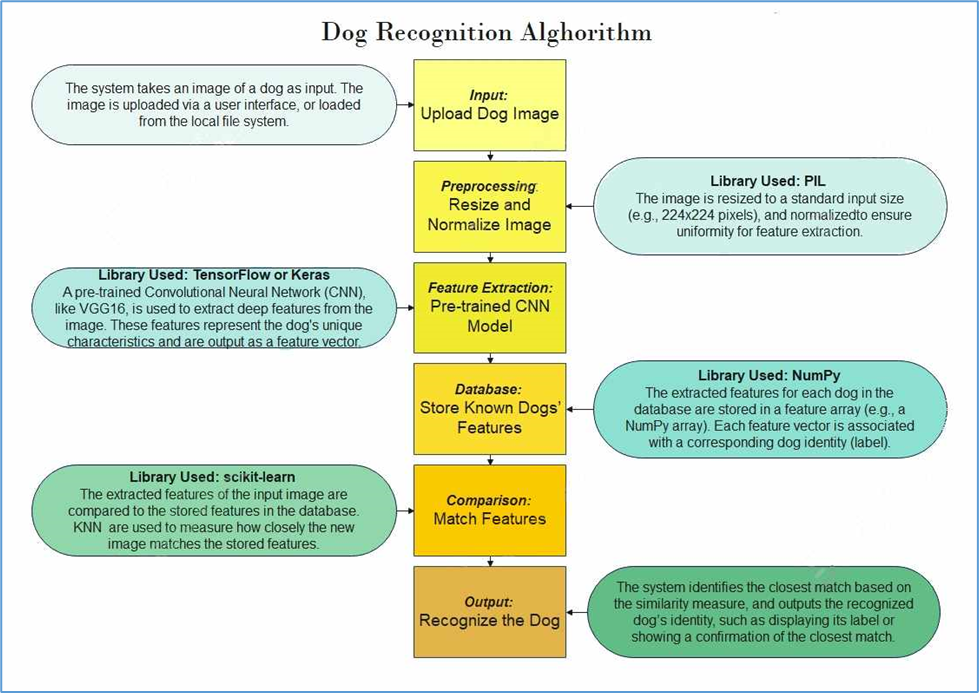 Dog Recognition Alghorithm
The system takes an image of a dog as input. The
image is uploaded via a user interface, or loaded
from the local file system.
Input:
Upload Dog Image
Preprocessing:
Resize and
Normalize Image
Library Used: PIL
The image is resized to a standard input size
(e.g., 224x224 pixels), and normalizedto ensure
uniformity for feature extraction.
Library Used: TensorFlow or Keras
A pre-trained Convolutional Neural Network (CNN),
like VGG16, is used to extract deep features from the
image. These features represent the dog's unique
characteristics and are output as a feature vector.
Feature Extraction:
Pre-trained CNN
Model
Database:
Store Known Dogs'
Features
Library Used: NumPy
The extracted features for each dog in the
database are stored in a feature array (e.g., a
NumPy array). Each feature vector is associated
with a corresponding dog identity (label).
Library Used: scikit-learn
The extracted features of the input image are
compared to the stored features in the database.
KNN are used to measure how closely the new
image matches the stored features.
Comparison:
Match Features
Output:
Recognize the Dog
The system identifies the closest match based on
the similarity measure, and outputs the recognized
dog's identity, such as displaying its label or
showing a confirmation of the closest match.